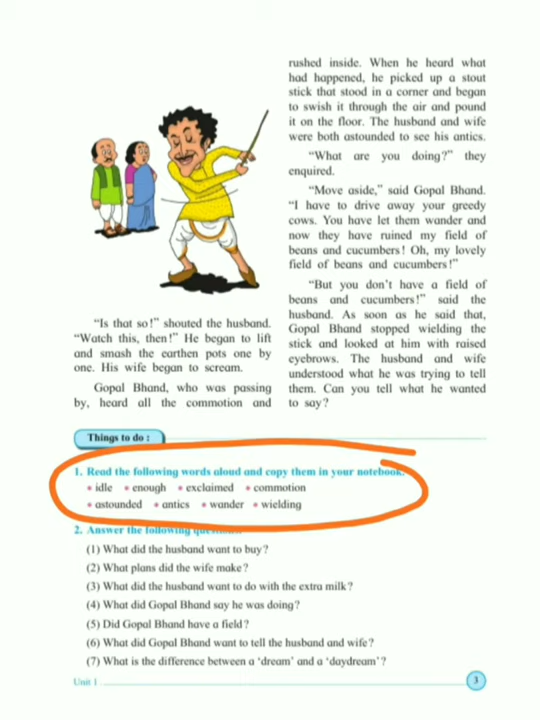 rushed inside. When he heard what
had happened, he picked up a stout
stick that stood in a corner and began
to swish it through the air and pound
it on the floor. The husband and wife
were both astounded to see his antics.
“What are you doing?” they
enquired.
“Move aside,” said Gopal Bhand.
“I have to drive away your greedy
cows. You have let them wander and
now they have ruined my field of
beans and cucumbers! Oh, my lovely
field of beans and cucumbers!”
“But you don’t have a field of
beans and cucumbers!” said the
husband. As soon as he said that,
Gopal Bhand stopped wielding the
stick and looked at him with raised
eyebrows. The husband and wife
understood what he was trying to tell
them. Can you tell what he wanted
to say?
“Is that so!” shouted the husband.
“Watch this, then!” He began to lift
and smash the earthen pots one by
one. His wife began to scream.
Gopal Bhand, who was passing
by, heard all the commotion and
Things to do :
1. Read the following words aloud and copy them in your notebook.
• idle • enough • exclaimed • commotion
• astounded • antics • wander • wielding
2. Answer the following
(1) What did the husband want to buy?
(2) What plans did the wife make?
(3) What did the husband want to do with the extra milk?
(4) What did Gopal Bhand say he was doing?
(5) Did Gopal Bhand have a field?
(6) What did Gopal Bhand want to tell the husband and wife?
(7) What is the difference between a ‘dream’ and a ‘daydream’?
Unit 1
3